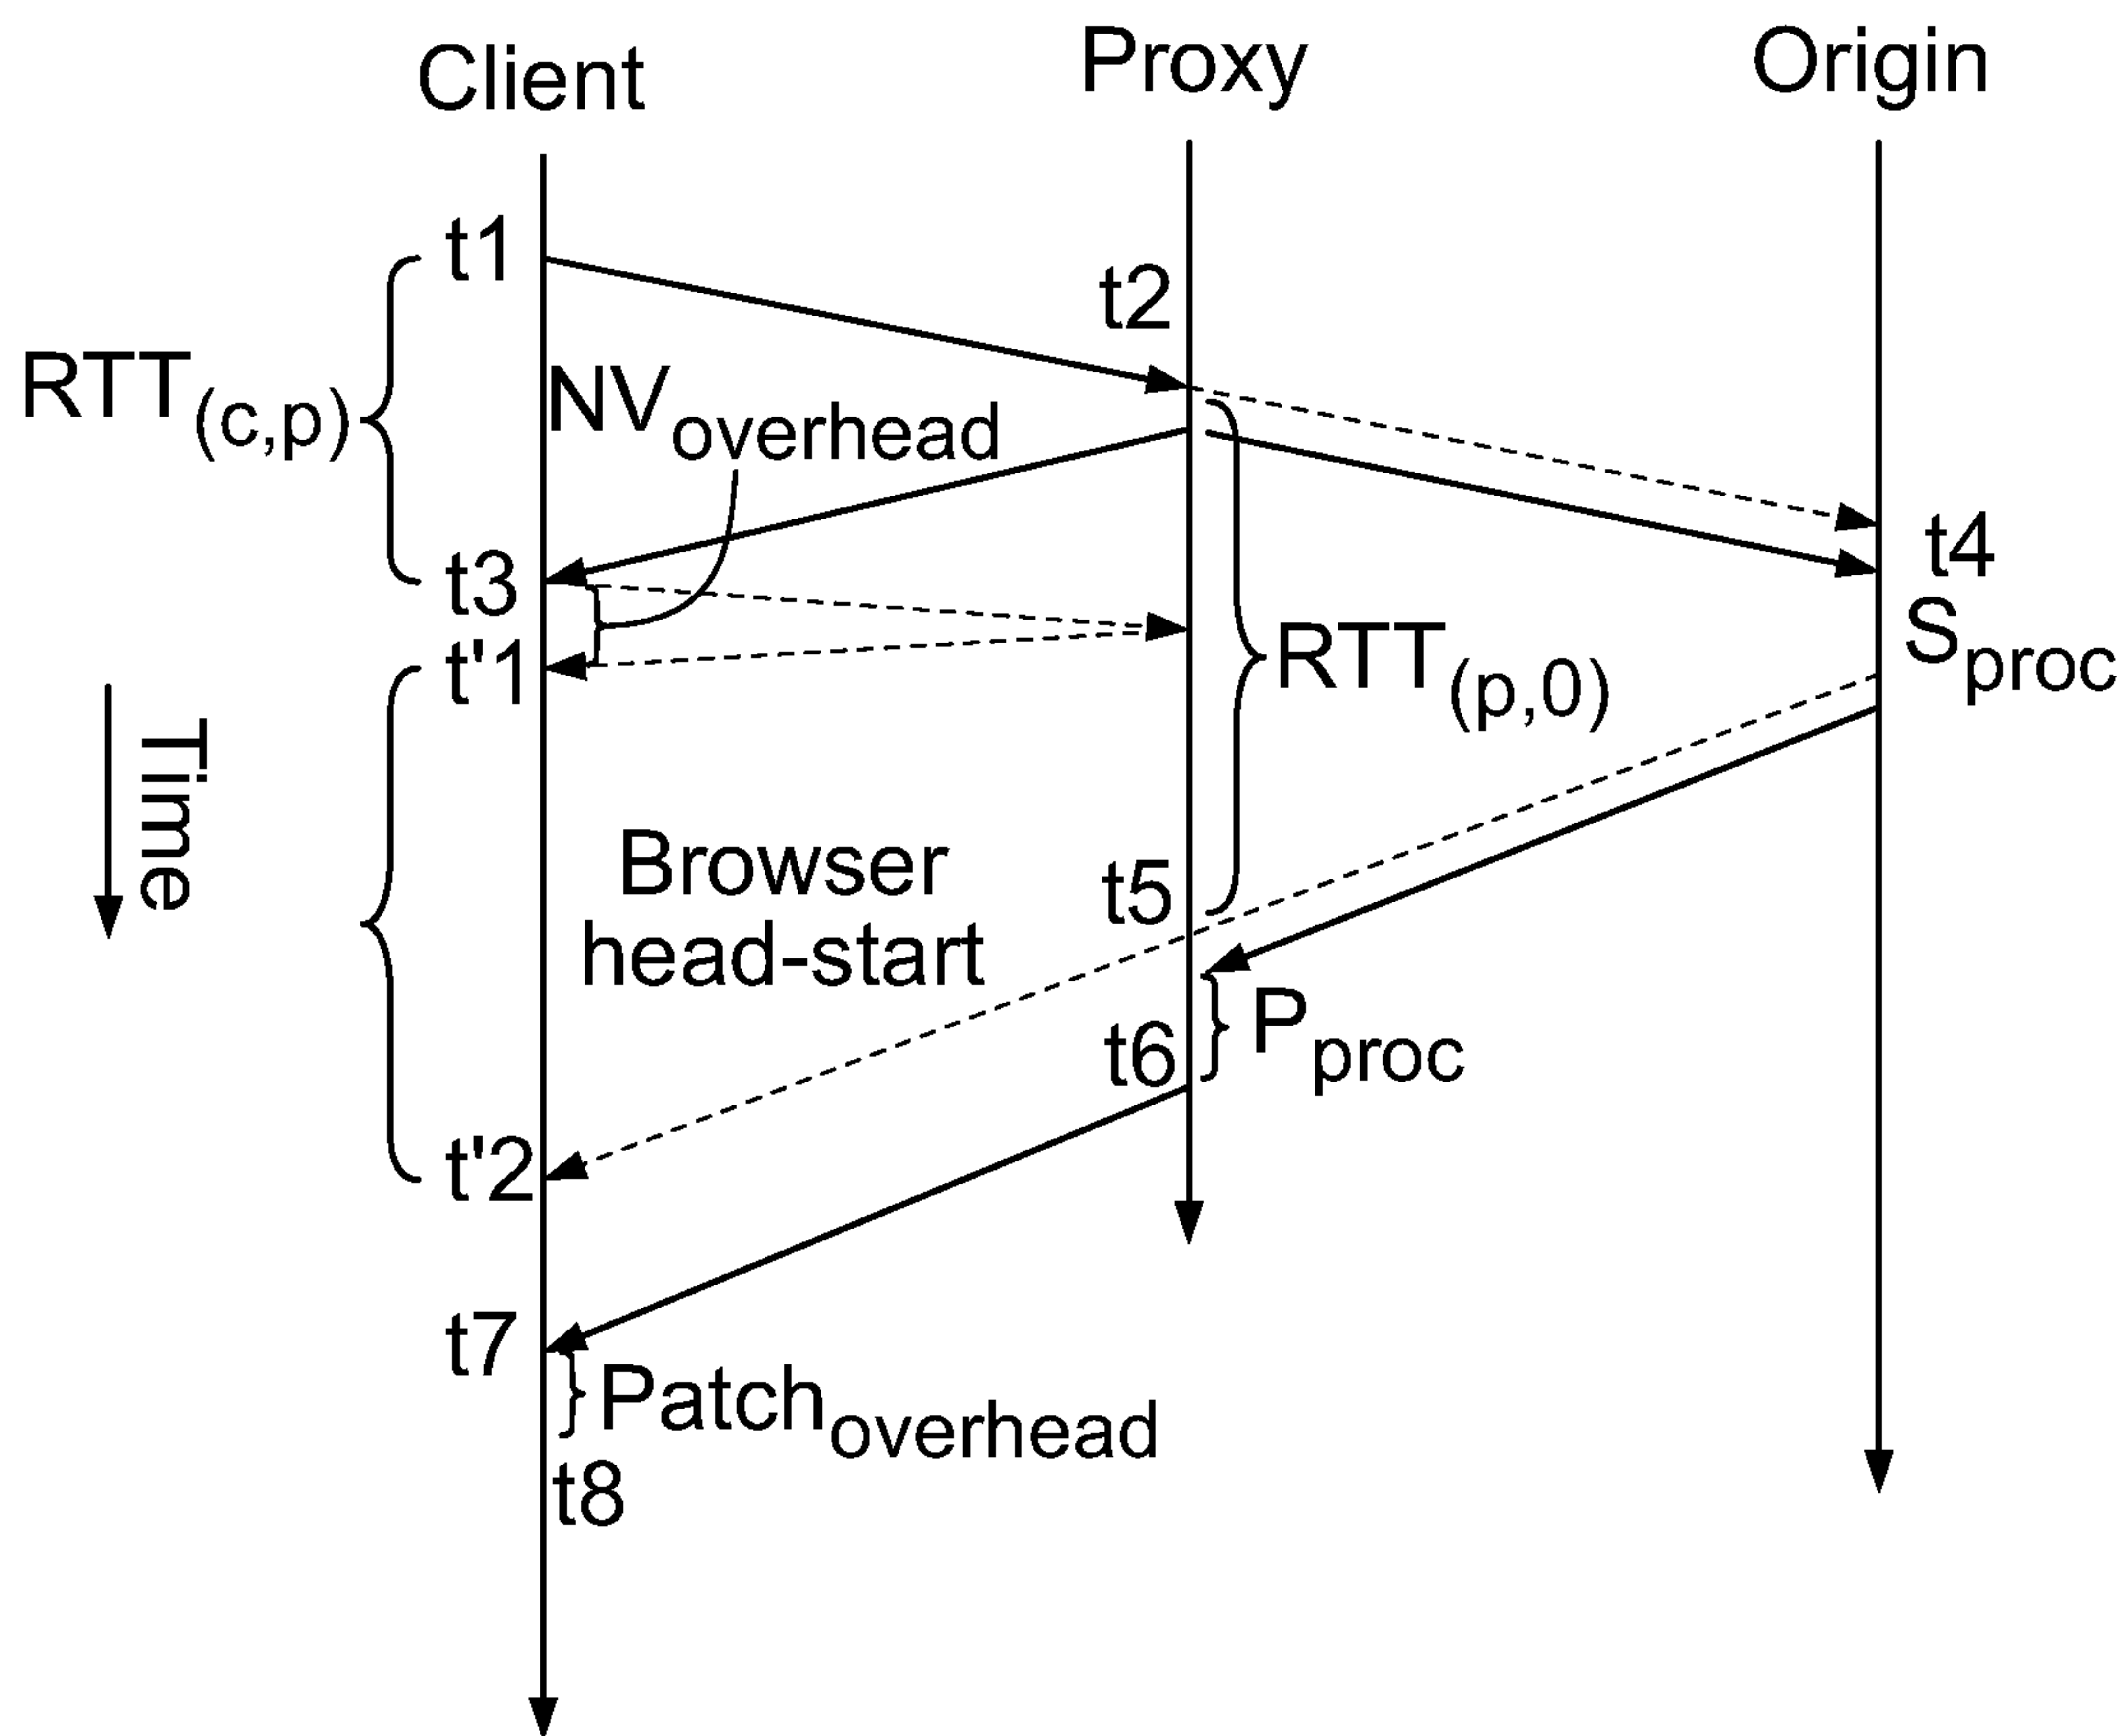 Client
Proxy
Origin
t1
t2
RTT(c,p)
NVoverhead
t3
t4
t'1
Sproc
RTT(p,0)
Time
Browser
head-start
t5
t6
Pproc
t'2
t7
Patchoverhead
t8